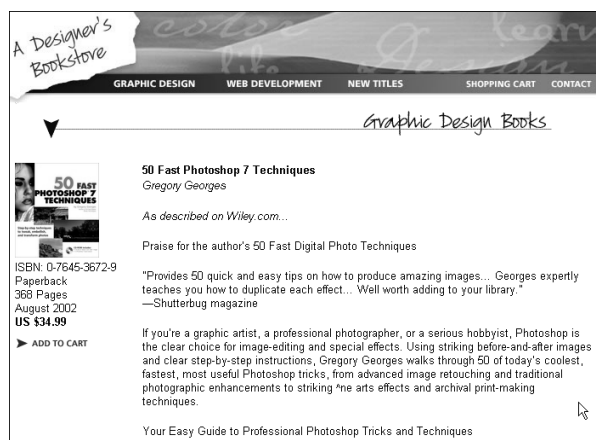 A Designer's
Bookstore
color
learn
life
Design
GRAPHIC DESIGN WEB DEVELOPMENT NEW TITLES SHOPPING CART CONTACT
Graphic Design Books
50 FAST
PHOTOSHOP 7
TECHNIQUES
ISBN: 0-7645-3672-9
Paperback
368 Pages
August 2002
US $34.99
ADD TO CART
50 Fast Photoshop 7 Techniques
Gregory Georges
As described on Wiley.com...
Praise for the author's 50 Fast Digital Photo Techniques
"Provides 50 quick and easy tips on how to produce amazing images... Georges expertly
teaches you how to duplicate each effect... Well worth adding to your library."
—Shutterbug magazine
If you're a graphic artist, a professional photographer, or a serious hobbyist, Photoshop is
the clear choice for image-editing and special effects. Using striking before-and-after images
and clear step-by-step instructions, Gregory Georges walks through 50 of today's coolest,
fastest, most useful Photoshop tricks, from advanced image retouching and traditional
photographic enhancements to striking ^ne arts effects and archival print-making
techniques.
Your Easy Guide to Professional Photoshop Tricks and Techniques